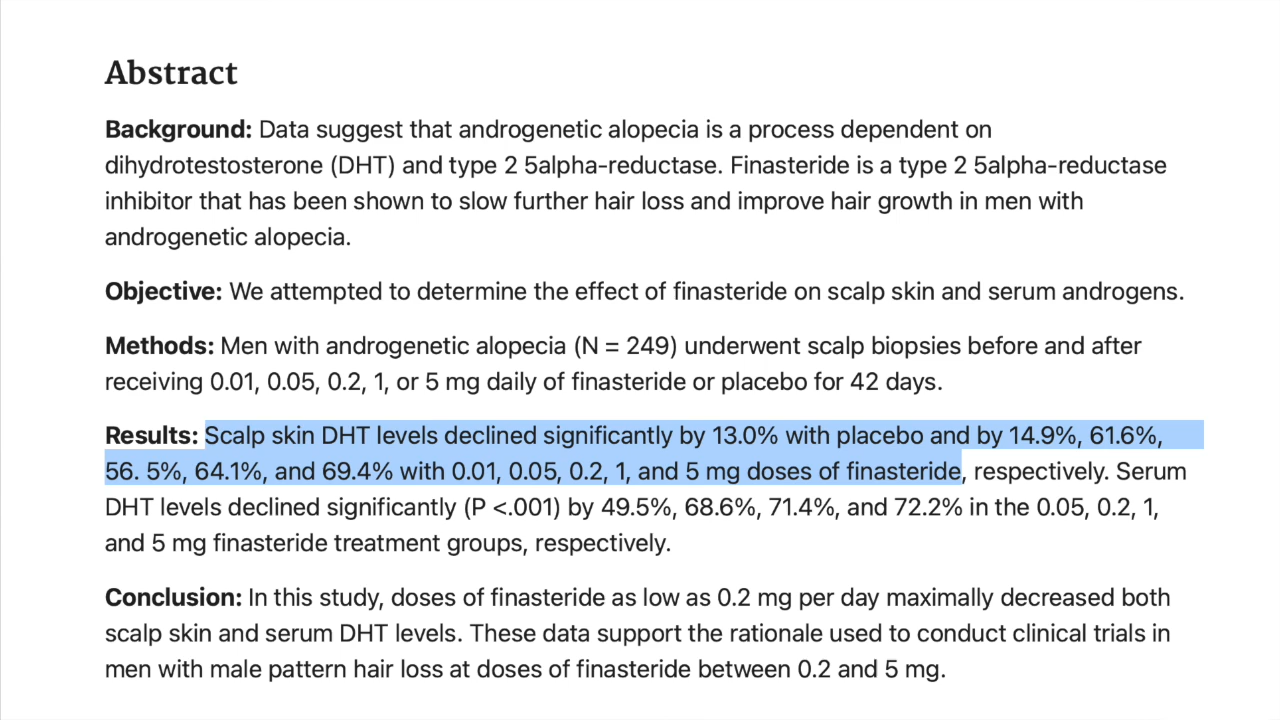 Abstract
Background: Data suggest that androgenetic alopecia is a process dependent on
dihydrotestosterone (DHT) and type 2 5alpha-reductase. Finasteride is a type 2 5alpha-reductase
inhibitor that has been shown to slow further hair loss and improve hair growth in men with
androgenetic alopecia.
Objective: We attempted to determine the effect of finasteride on scalp skin and serum androgens.
Methods: Men with androgenetic alopecia (N = 249) underwent scalp biopsies before and after
receiving 0.01, 0.05, 0.2, 1, or 5 mg daily of finasteride or placebo for 42 days.
Results: Scalp skin DHT levels declined significantly by 13.0% with placebo and by 14.9%, 61.6%,
56. 5%, 64.1%, and 69.4% with 0.01, 0.05, 0.2, 1, and 5 mg doses of finasteride, respectively. Serum
DHT levels declined significantly (P <.001) by 49.5%, 68.6%, 71.4%, and 72.2% in the 0.05, 0.2, 1,
and 5 mg finasteride treatment groups, respectively.
Conclusion: In this study, doses of finasteride as low as 0.2 mg per day maximally decreased both
scalp skin and serum DHT levels. These data support the rationale used to conduct clinical trials in
men with male pattern hair loss at doses of finasteride between 0.2 and 5 mg.